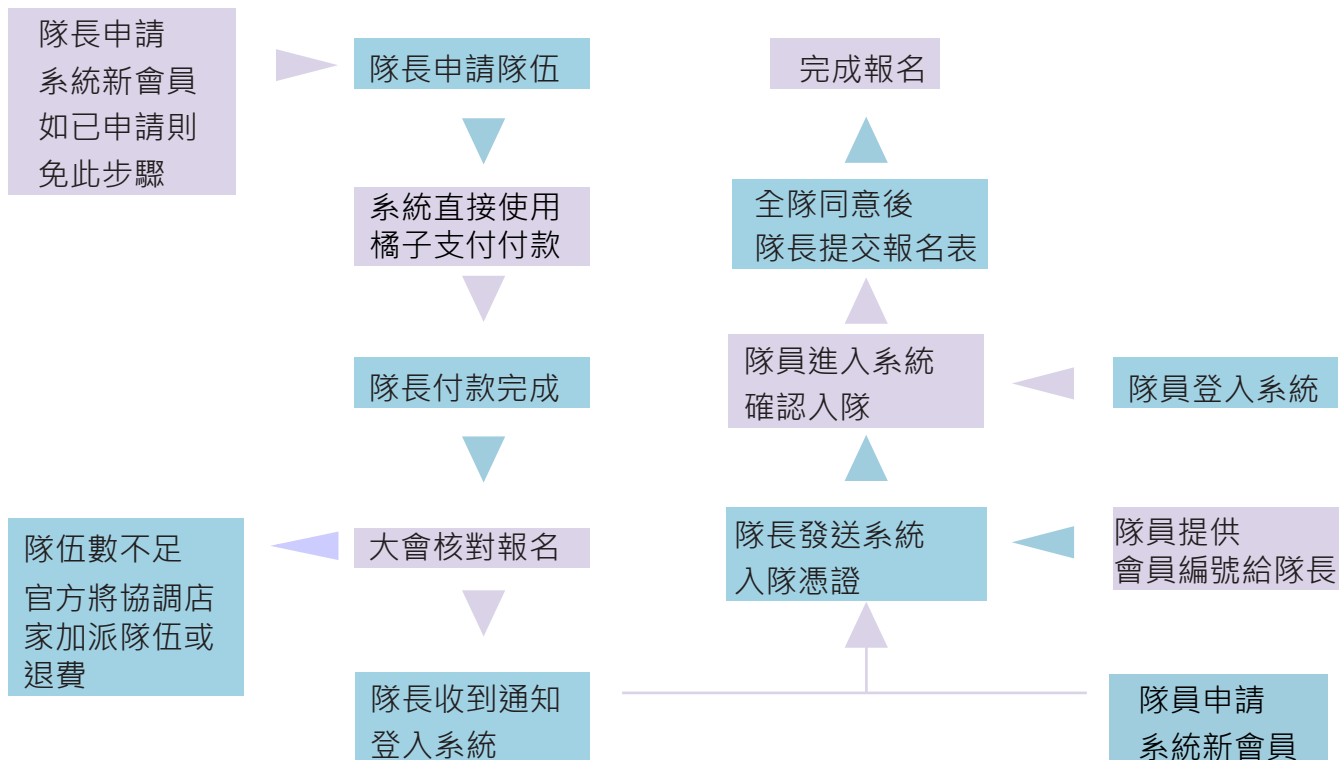 隊長申請
系統新會員
如已申請則
免此步驟
隊長申請隊伍
系統直接使用
橘子支付付款
隊長付款完成
大會核對報名
隊伍數不足
官方將協調店
家加派隊伍或
退費
隊長收到通知
登入系統
隊員申請
系統新會員
隊員提供
會員編號給隊長
隊長發送系統
入隊憑證
隊員登入系統
隊員進入系統
確認入隊
全隊同意後
隊長提交報名表
完成報名